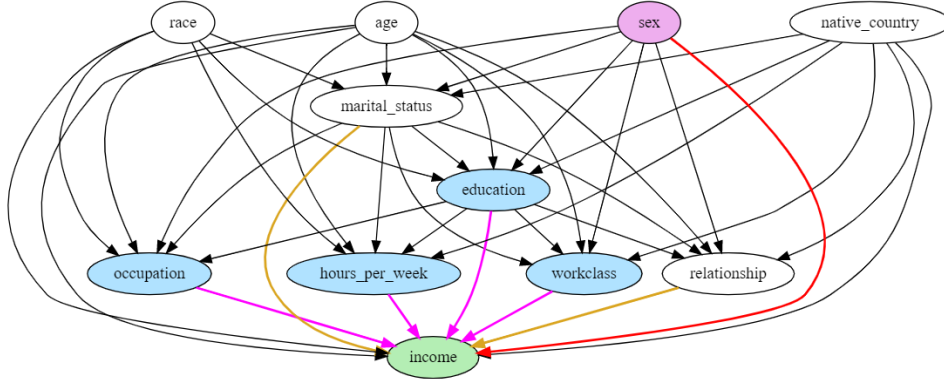 race
age
sex
native_country
marital_status
education
occupation
hours_per_week
workclass
relationship
income